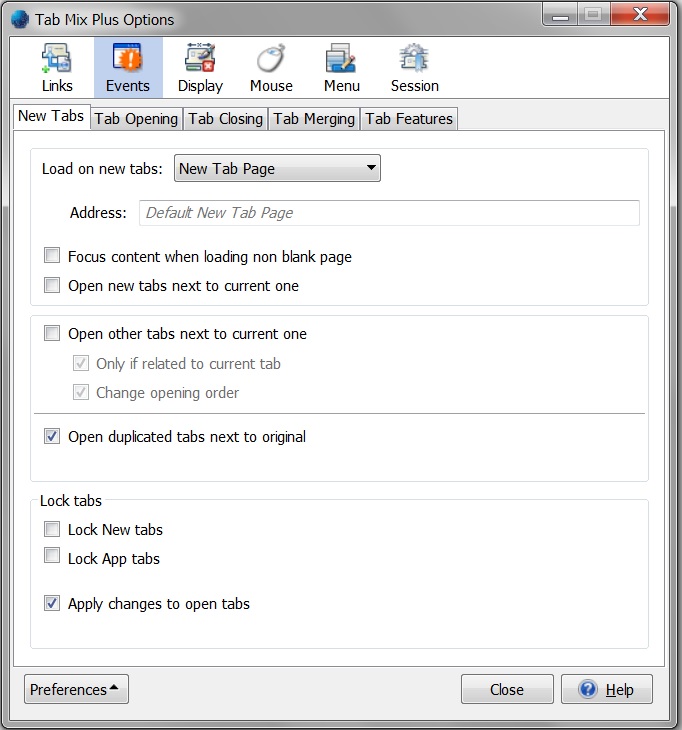 Tab Mix Plus Options
Links Events Display Mouse Menu Session
New Tabs Tab Opening Tab Closing Tab Merging Tab Features
Load on new tabs: New Tab Page
Address: Default New Tab Page
Focus content when loading non blank page
Open new tabs next to current one
Open other tabs next to current one
Only if related to current tab
Change opening order
Open duplicated tabs next to original
Lock tabs
Lock New tabs
Lock App tabs
Apply changes to open tabs
Preferences Close Help